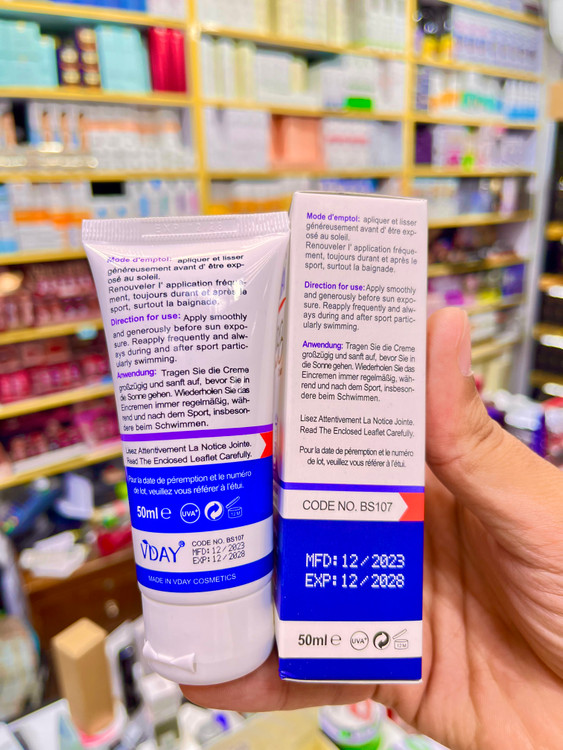 Mode d'emptoi: appliquer et lisser
généreusement avant d' être exp-
osé au soleil.
Renouveler l' application fréque-
ment, toujours durant et après le
sport, surtout la baignade.
Direction for use: Apply smoothly
and generously before sun expo-
sure. Reapply frequently and alw-
ays during and after sport partic-
ularly swimming.
Anwendung: Tragen Sie die Creme
großzügig und sanft auf, bevor Sie in
die Sonne gehen. Wiederholen Sie das
Eincremen immer regelmäßig, wäh-
rend und nach dem Sport, insbeson-
dere beim Schwimmen.
Lisez Attentivement La Notice Jointe.
Read The Enclosed Leaflet Carefully.
Pour la date de péremption et le numéro
de lot, veuillez vous référer à l'étui.
50ml e UVA 12 M
VDAY
CODE NO. BS107
MFD: 12/2023
EXP: 12/2028
MADE IN VDAY COSMETICS
Mode d'emptoi: apliquer et lisser
généreusement avant d' être exp-
osé au soleil.
Renouveler l' application fréque-
ment, toujours durant et après le
sport, surtout la baignade.
Direction for use: Apply smoothly
and generously before sun expo-
sure. Reapply frequently and alw-
ays during and after sport partic-
ularly swimming.
Anwendung: Tragen Sie die Creme
großzügig und sanft auf, bevor Sie in
die Sonne gehen. Wiederholen Sie das
Eincremen immer regelmäßig, wäh-
rend und nach dem Sport, insbeson-
dere beim Schwimmen.
Lisez Attentivement La Notice Jointe.
Read The Enclosed Leaflet Carefully.
Pour la date de péremption et le numéro
de lot, veuillez vous référer à l'étui.
CODE NO. BS107
MFD: 12/2023
EXP: 12/2028
50ml e UVA 12 M